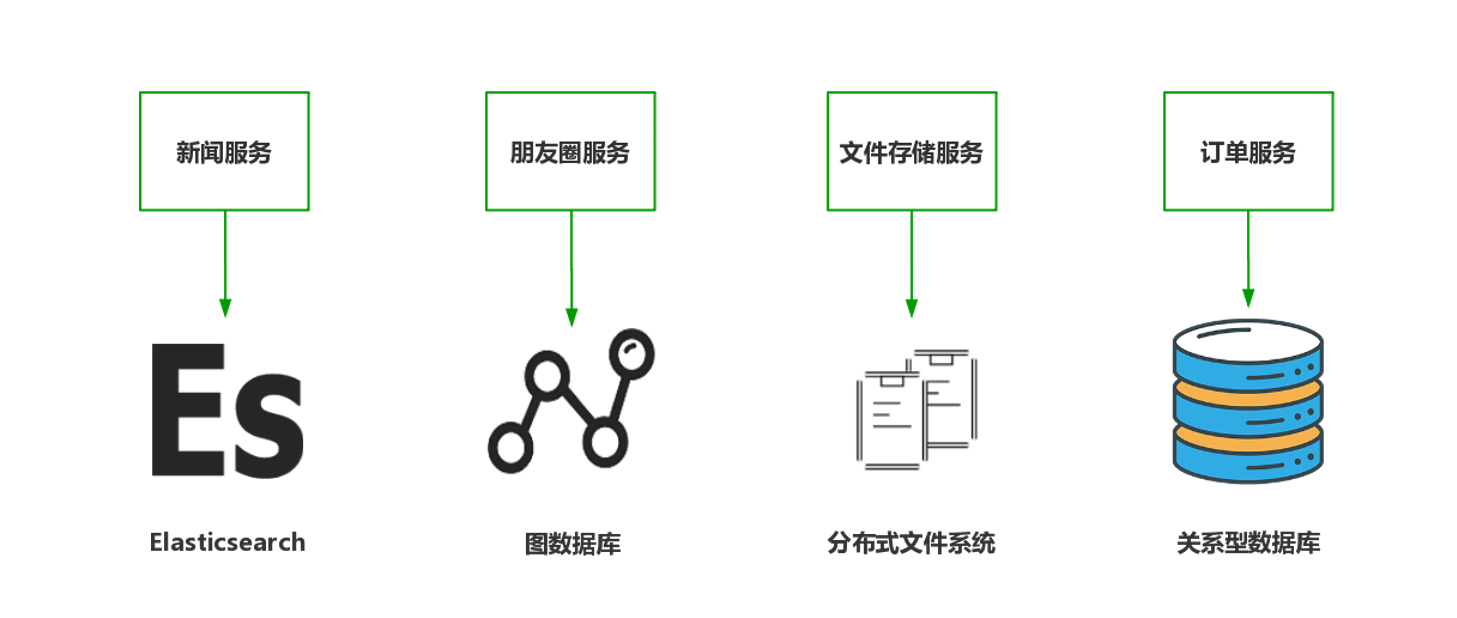 新闻服务
朋友圈服务
文件存储服务
订单服务
Es
Elasticsearch
图数据库
分布式文件系统
关系型数据库